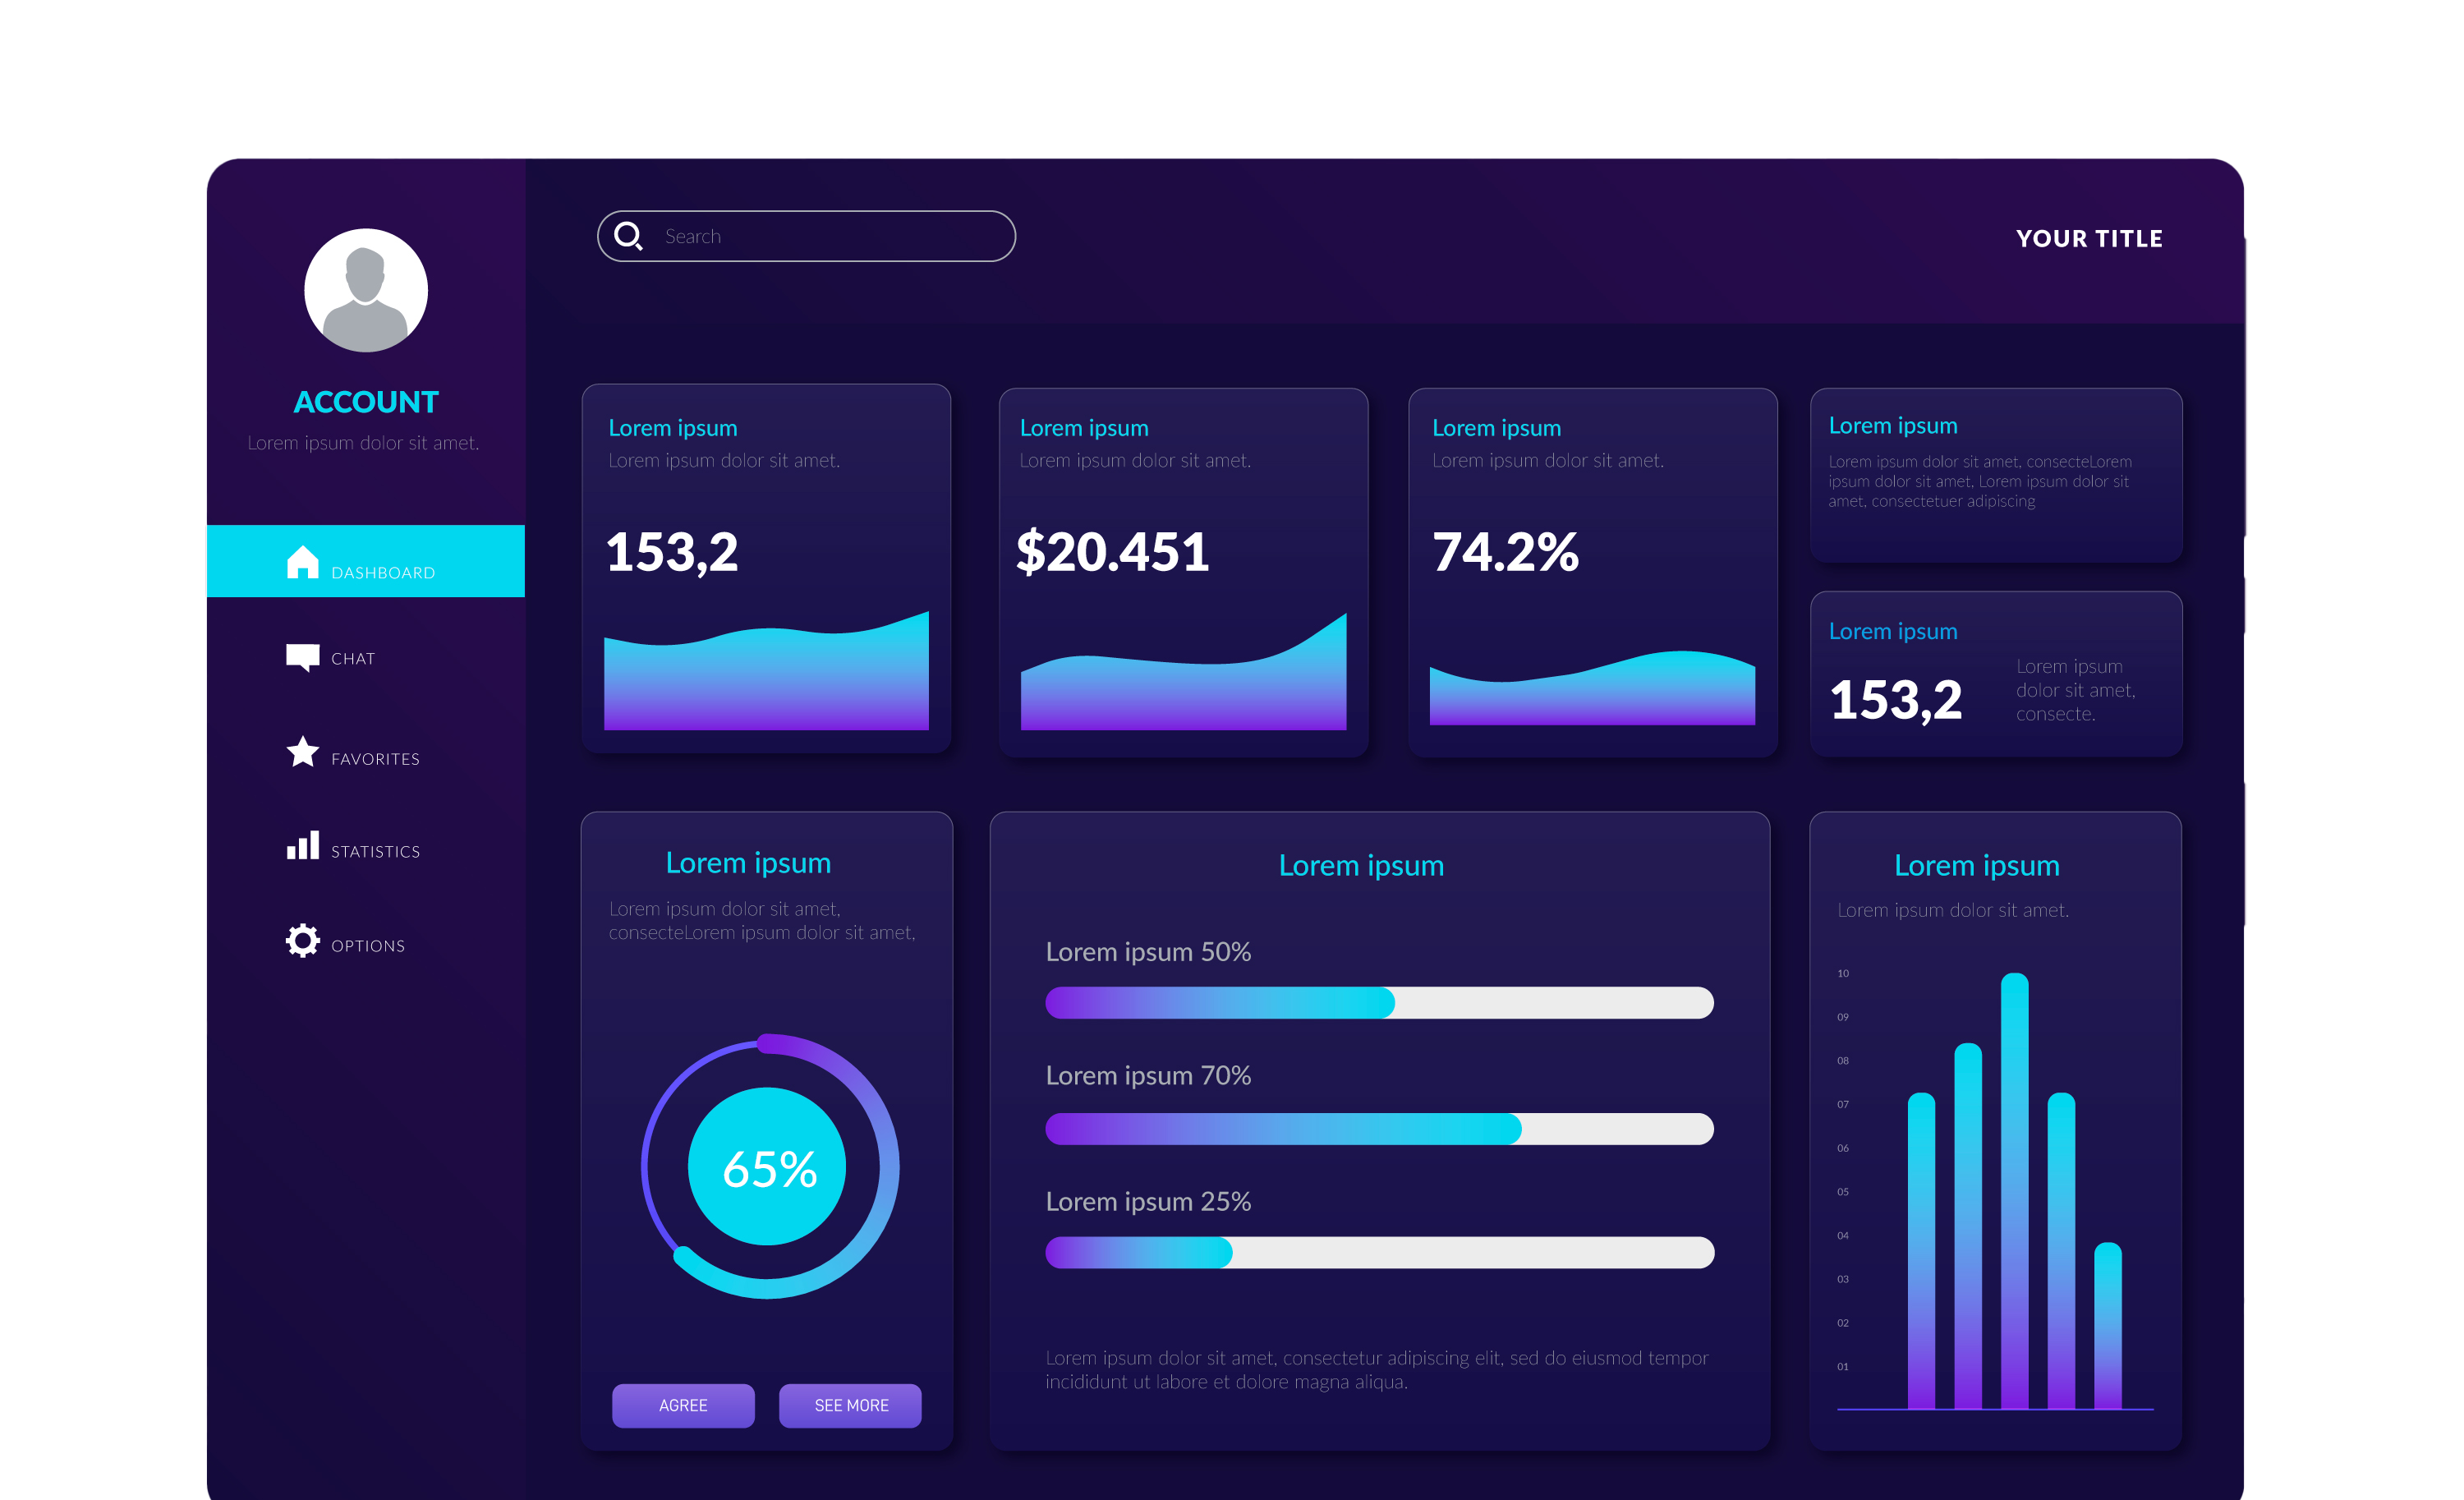 Search
YOUR TITLE
ACCOUNT
Lorem ipsum dolor sit amet.
DASHBOARD
CHAT
FAVORITES
STATISTICS
OPTIONS
Lorem ipsum
Lorem ipsum dolor sit amet.
153,2
Lorem ipsum
Lorem ipsum dolor sit amet.
$20.451
Lorem ipsum
Lorem ipsum dolor sit amet.
74.2%
Lorem ipsum
Lorem ipsum dolor sit amet, consecteLorem
ipsum dolor sit amet, Lorem ipsum dolor sit
amet, consectetuer adipiscing
Lorem ipsum
153,2
Lorem ipsum
dolor sit amet,
consecte.
Lorem ipsum
Lorem ipsum dolor sit amet,
consecteLorem ipsum dolor sit amet,
65%
AGREE
SEE MORE
Lorem ipsum
Lorem ipsum 50%
Lorem ipsum 70%
Lorem ipsum 25%
Lorem ipsum dolor sit amet, consectetur adipiscing elit, sed do eiusmod tempor
incididunt ut labore et dolore magna aliqua.
Lorem ipsum
Lorem ipsum dolor sit amet.
10
09
08
07
06
05
04
03
02
01